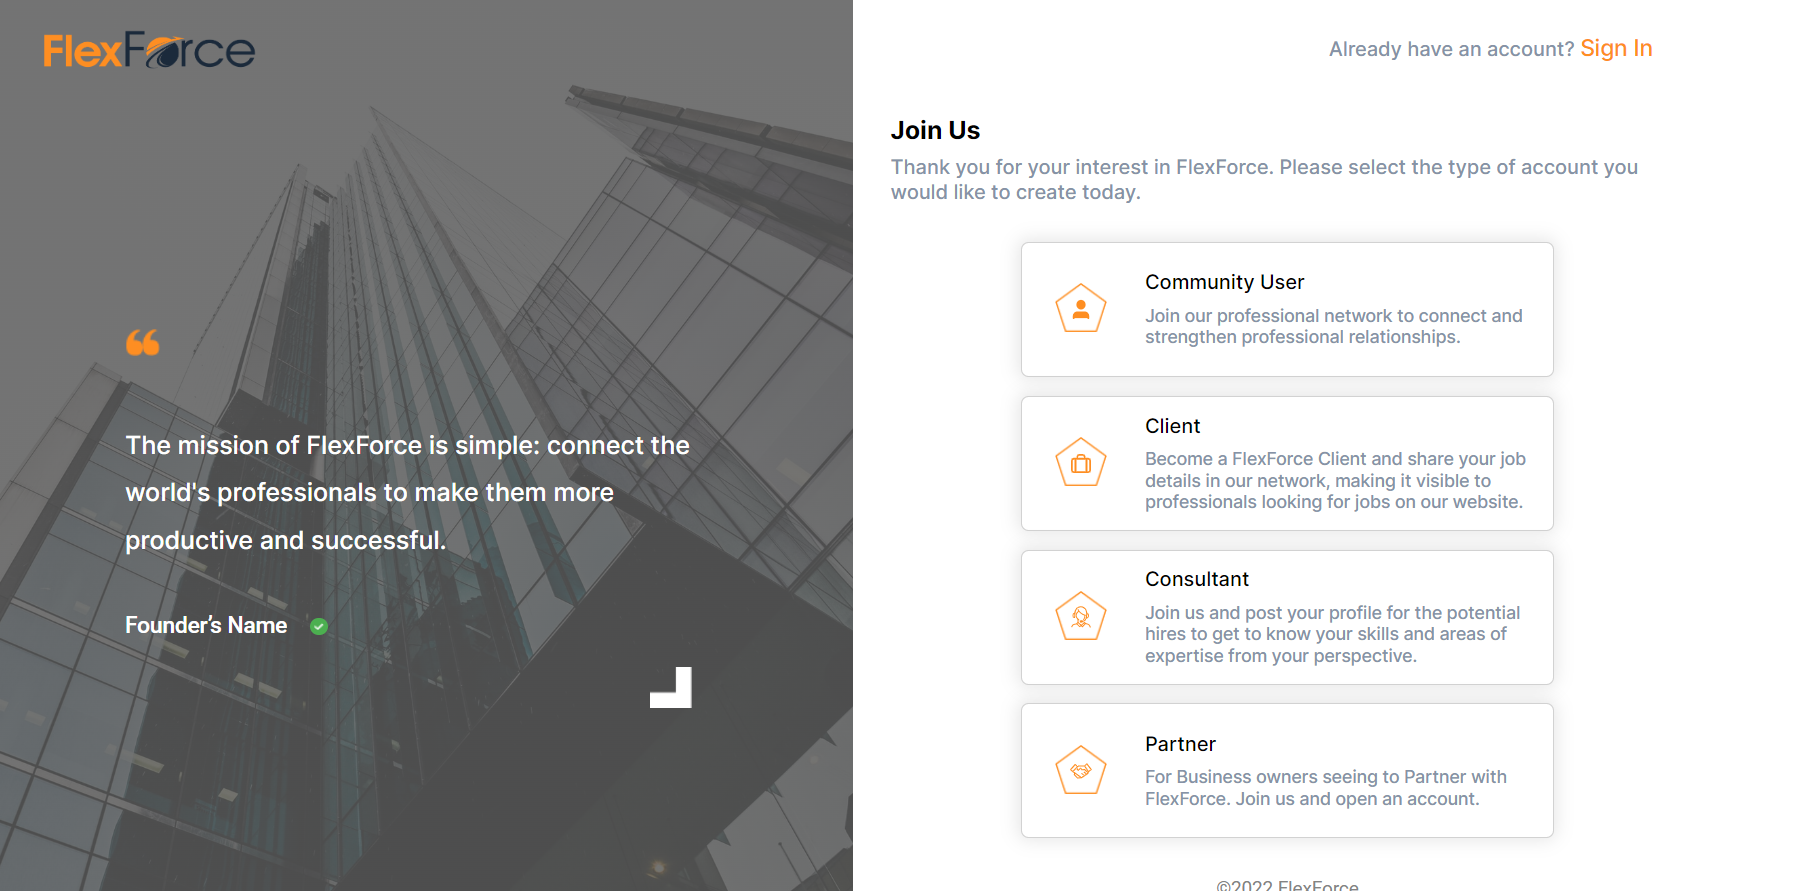 FlexForce
The mission of FlexForce is simple: connect the
world's professionals to make them more
productive and successful.
Founder’s Name
Already have an account? Sign In
Join Us
Thank you for your interest in FlexForce. Please select the type of account you
would like to create today.
Community User
Join our professional network to connect and
strengthen professional relationships.
Client
Become a FlexForce Client and share your job
details in our network, making it visible to
professionals looking for jobs on our website.
Consultant
Join us and post your profile for the potential
hires to get to know your skills and areas of
expertise from your perspective.
Partner
For Business owners seeing to Partner with
FlexForce. Join us and open an account.
©2022 FlexForce